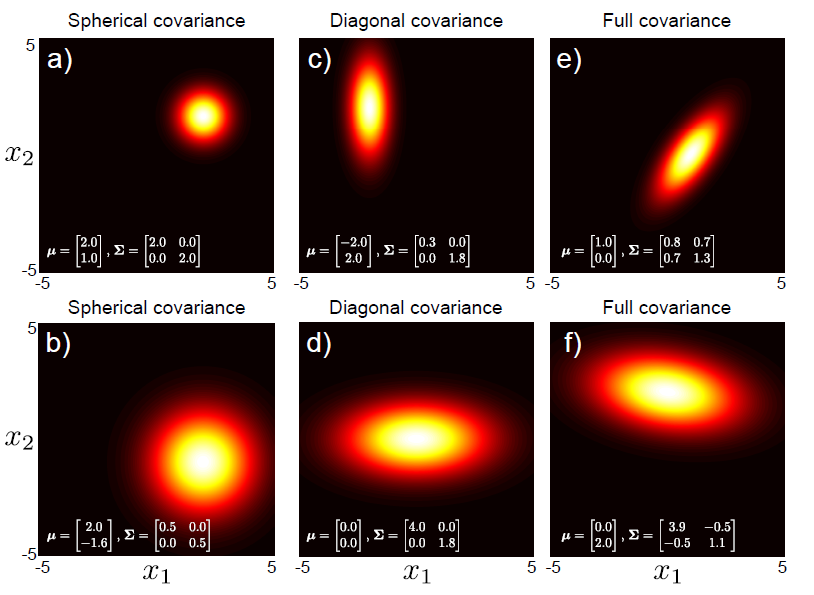 Spherical covariance Diagonal covariance Full covariance
a) c) e)
5
x₂
μ = [2.0 1.0], Σ = [2.0 0.0 0.0 2.0]
μ = [−2.0 2.0], Σ = [0.3 0.0 0.0 1.8]
μ = [1.0 0.0], Σ = [0.8 0.7 0.7 1.3]
-5
-5 5 -5 5 -5 5
Spherical covariance Diagonal covariance Full covariance
b) d) f)
5
x₂
μ = [2.0 −1.6], Σ = [0.5 0.0 0.0 0.5]
μ = [0.0 0.0], Σ = [4.0 0.0 0.0 1.8]
μ = [0.0 2.0], Σ = [3.9 −0.5 −0.5 1.1]
-5
-5 5 -5 5 -5 5
x₁ x₁ x₁